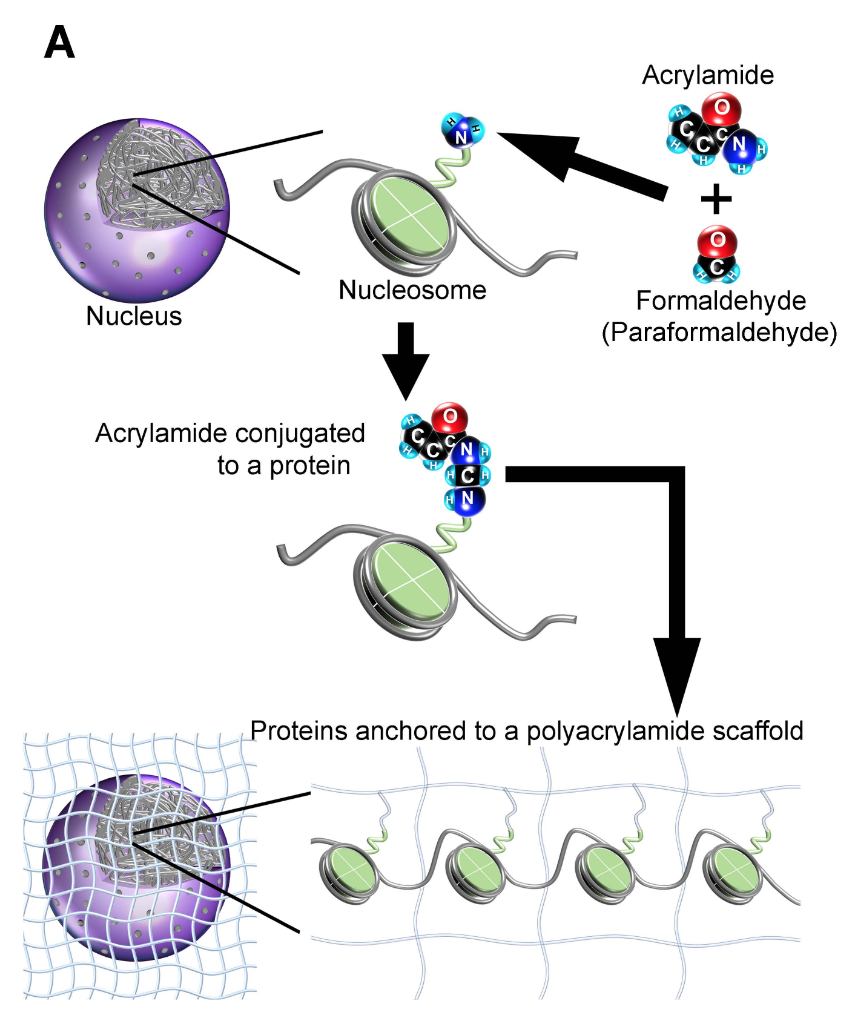 A
Acrylamide
H
O
C
C
C
N
H
H
H
H
H
H
N
+
O
C
H
H
Nucleosome
Nucleus
Formaldehyde
(Paraformaldehyde)
Acrylamide conjugated
to a protein
H
O
C
C
C
N
H
H
H
H
C
H
H
N
Proteins anchored to a polyacrylamide scaffold